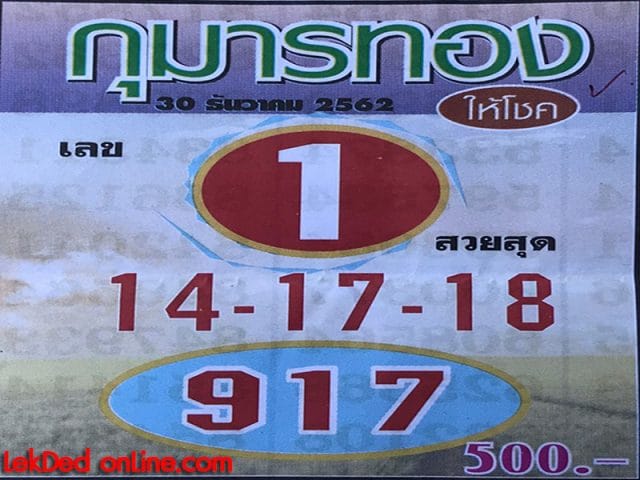 กุมารทอง
30 ธันวาคม 2562
ให้โชค
เลข
1
สวยสุด
14-17-18
917
500.-
LekDed online.com